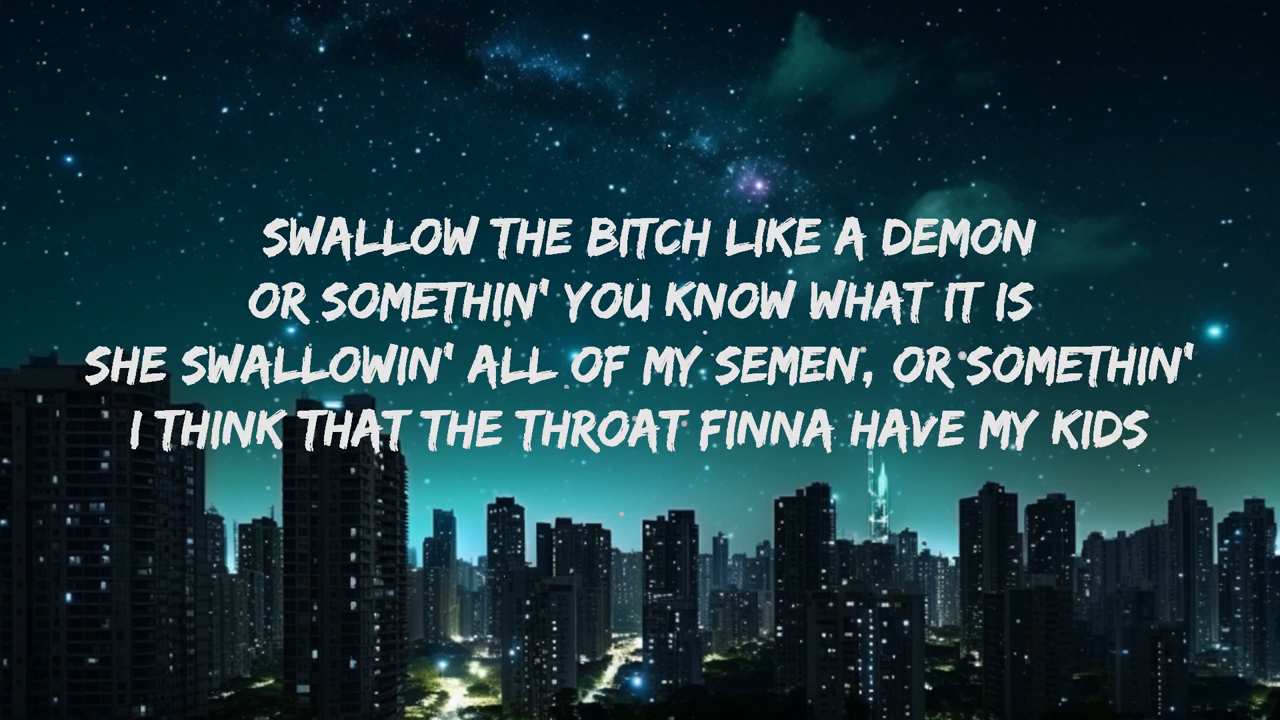 SWALLOW THE BITCH LIKE A DEMON
OR SOMETHIN' YOU KNOW WHAT IT IS
SHE SWALLOWIN' ALL OF MY SEMEN, OR SOMETHIN'
I THINK THAT THE THROAT FINNA HAVE MY KIDS